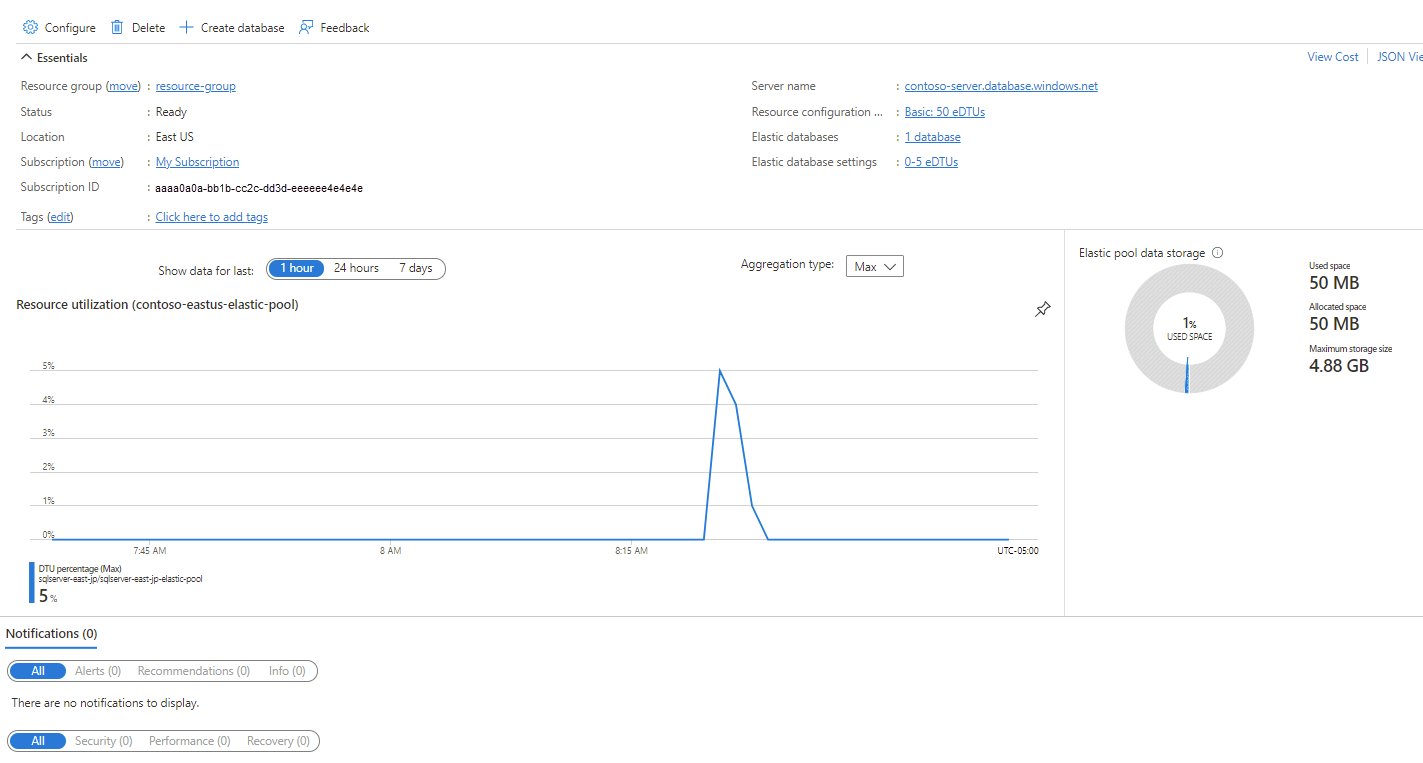 Configure Delete Create database Feedback
Essentials
View Cost JSON Vie
Resource group (move) : resource-group
Status : Ready
Location : East US
Subscription (move) : My Subscription
Subscription ID : aaaa0a0a-bb1b-cc2c-dd3d-eeeeee4e4e4e
Tags (edit) : Click here to add tags
Server name : contoso-server.database.windows.net
Resource configuration ... : Basic: 50 eDTUs
Elastic databases : 1 database
Elastic database settings : 0-5 eDTUs
Show data for last: 1 hour 24 hours 7 days
Aggregation type: Max
Resource utilization (contoso-eastus-elastic-pool)
5%
4%
3%
2%
1%
0%
7:45 AM 8 AM 8:15 AM UTC-05:00
DTU percentage (Max)
sqlserver-east-jp/sqlserver-east-jp-elastic-pool
5 %
Elastic pool data storage
1%
USED SPACE
Used space
50 MB
Allocated space
50 MB
Maximum storage size
4.88 GB
Notifications (0)
All Alerts (0) Recommendations (0) Info (0)
There are no notifications to display.
All Security (0) Performance (0) Recovery (0)